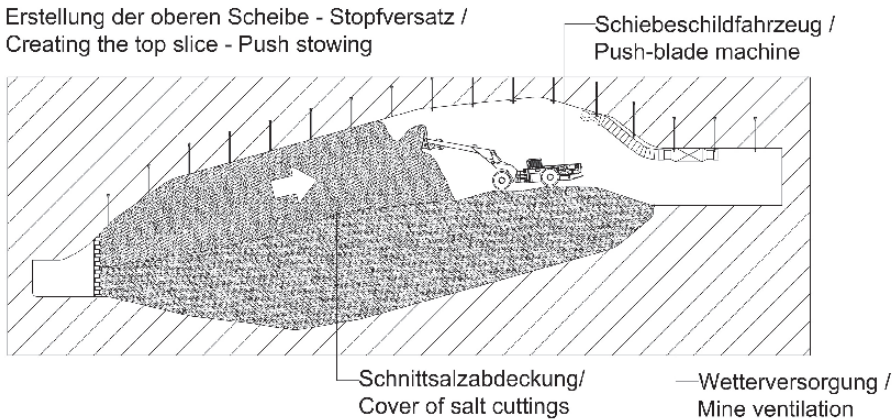 Erstellung der oberen Scheibe - Stopfversatz /
Creating the top slice - Push stowing
Schiebeschildfahrzeug /
Push-blade machine
Schnittsalzabdeckung/
Cover of salt cuttings
Wetterversorgung /
Mine ventilation